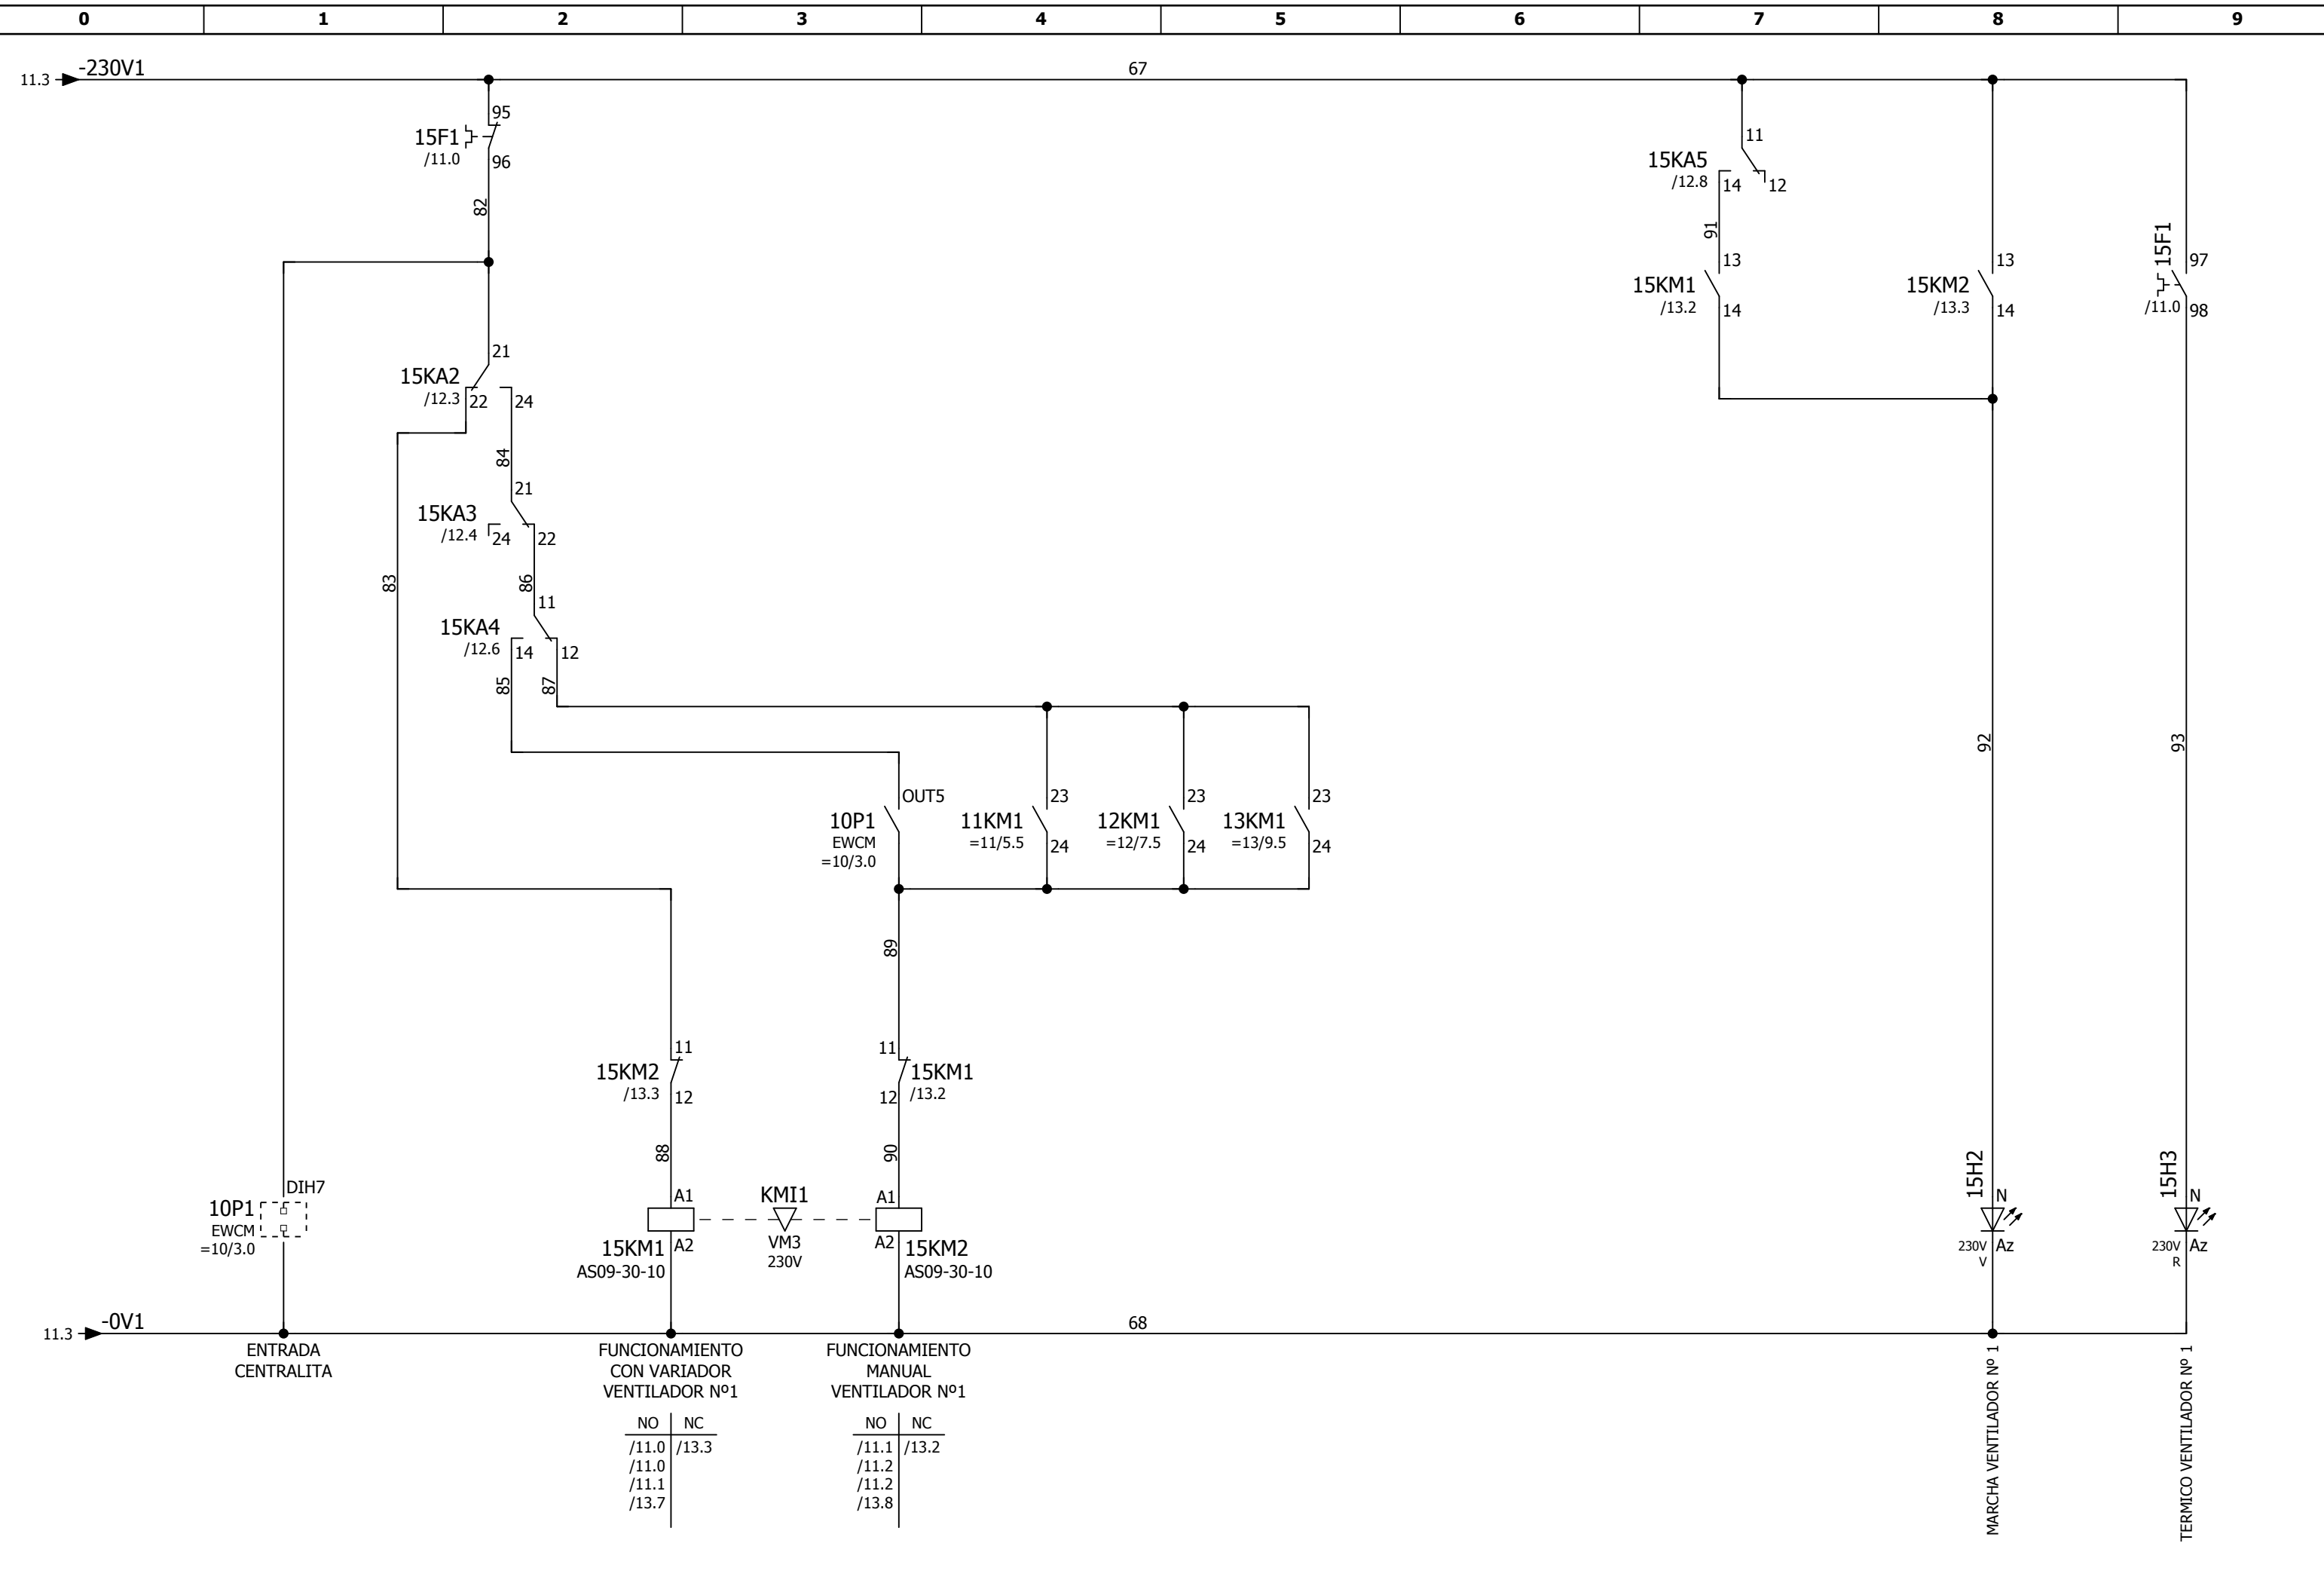 0 1 2 3 4 5 6 7 8 9
-230V1
11.3
67
95
15F1
/11.0
96
82
11
15KA5
/12.8
14 12
91
13
15KM1
/13.2
14
13
15KM2
/13.3
14
15F1
97
/11.0
98
21
15KA2
/12.3
22 24
84
21
15KA3
/12.4
24 22
83
86
11
15KA4
/12.6
14 12
85 87
92
93
OUT5
10P1
EWCM
=10/3.0
23
11KM1
=11/5.5
24
23
12KM1
=12/7.5
24
23
13KM1
=13/9.5
24
89
11
15KM2
/13.3
12
88
11
15KM1
/13.2
12
90
DIH7
10P1
EWCM
=10/3.0
A1
15KM1
A2
AS09-30-10
KMI1
VM3
230V
A1
A2
15KM2
AS09-30-10
15H2
N
230V
V
Az
15H3
N
230V
R
Az
-0V1
11.3
68
ENTRADA
CENTRALITA
FUNCIONAMIENTO
CON VARIADOR
VENTILADOR Nº1
FUNCIONAMIENTO
MANUAL
VENTILADOR Nº1
MARCHA VENTILADOR Nº 1
TERMICO VENTILADOR Nº 1
NO NC
/11.0 /13.3
/11.0
/11.1
/13.7
NO NC
/11.1 /13.2
/11.2
/11.2
/13.8